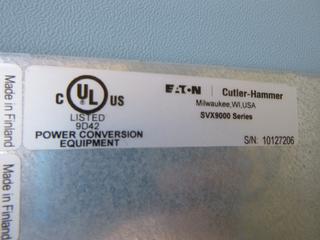 Made in Finland
Made in Finland
C UL US
LISTED
9D42
POWER CONVERSION
EQUIPMENT
EATON Cutler-Hammer
Milwaukee,WI,USA
SVX9000 Series
S/N: 10127206